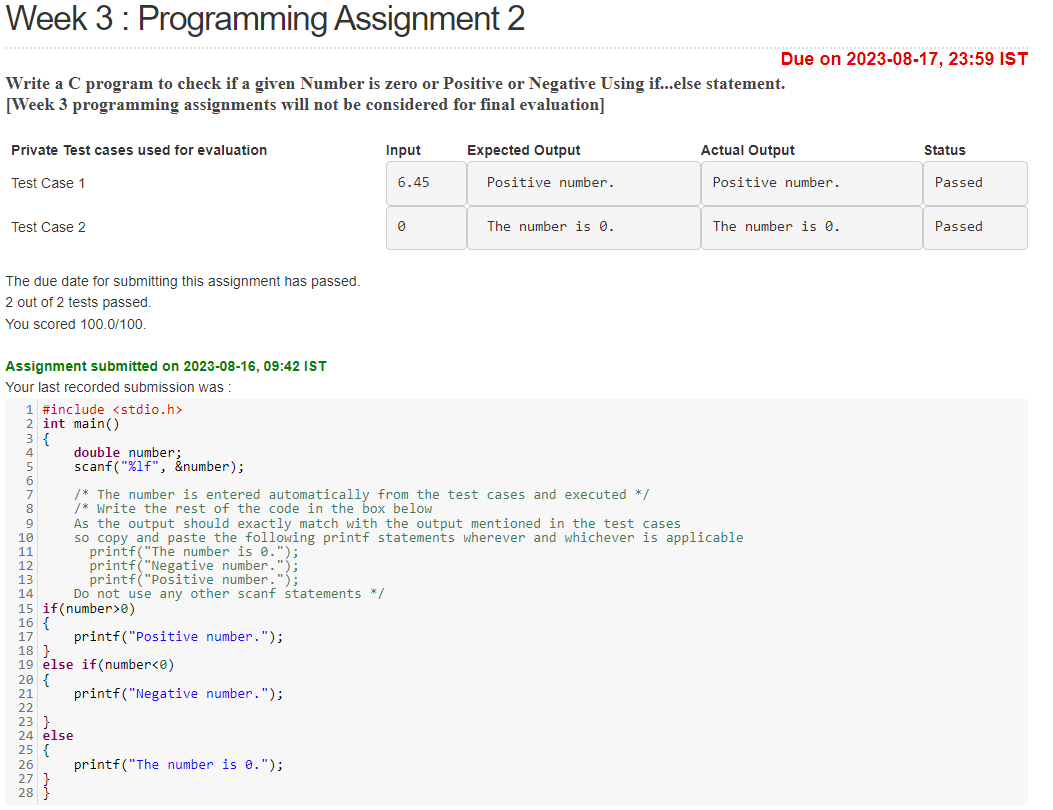 Week 3 : Programming Assignment 2
Due on 2023-08-17, 23:59 IST
Write a C program to check if a given Number is zero or Positive or Negative Using if...else statement.
[Week 3 programming assignments will not be considered for final evaluation]
Private Test cases used for evaluation Input Expected Output Actual Output Status
Test Case 1 6.45 Positive number. Positive number. Passed
Test Case 2 0 The number is 0. The number is 0. Passed
The due date for submitting this assignment has passed.
2 out of 2 tests passed.
You scored 100.0/100.
Assignment submitted on 2023-08-16, 09:42 IST
Your last recorded submission was :
1 #include <stdio.h>
2 int main()
3 {
4     double number;
5     scanf("%lf", &number);
6
7     /* The number is entered automatically from the test cases and executed */
8     /* Write the rest of the code in the box below
9     As the output should exactly match with the output mentioned in the test cases
10     so copy and paste the following printf statements wherever and whichever is applicable
11       printf("The number is 0.");
12       printf("Negative number.");
13       printf("Positive number.");
14     Do not use any other scanf statements */
15 if(number>0)
16 {
17     printf("Positive number.");
18 }
19 else if(number<0)
20 {
21     printf("Negative number.");
22
23 }
24 else
25 {
26     printf("The number is 0.");
27 }
28 }